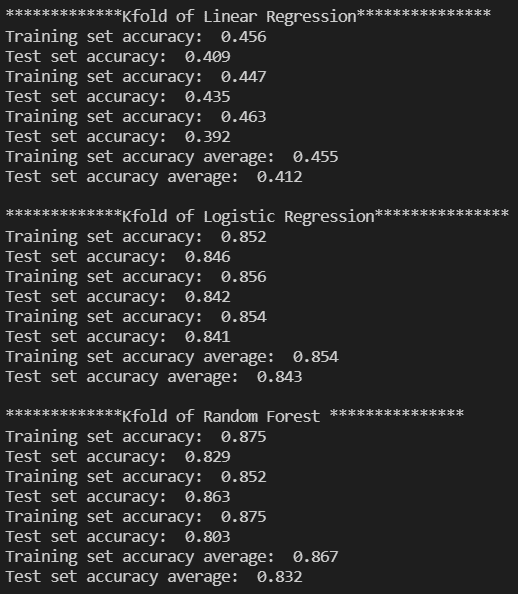 *************Kfold of Linear Regression***************
Training set accuracy:  0.456
Test set accuracy:  0.409
Training set accuracy:  0.447
Test set accuracy:  0.435
Training set accuracy:  0.463
Test set accuracy:  0.392
Training set accuracy average:  0.455
Test set accuracy average:  0.412

*************Kfold of Logistic Regression***************
Training set accuracy:  0.852
Test set accuracy:  0.846
Training set accuracy:  0.856
Test set accuracy:  0.842
Training set accuracy:  0.854
Test set accuracy:  0.841
Training set accuracy average:  0.854
Test set accuracy average:  0.843

*************Kfold of Random Forest ***************
Training set accuracy:  0.875
Test set accuracy:  0.829
Training set accuracy:  0.852
Test set accuracy:  0.863
Training set accuracy:  0.875
Test set accuracy:  0.803
Training set accuracy average:  0.867
Test set accuracy average:  0.832